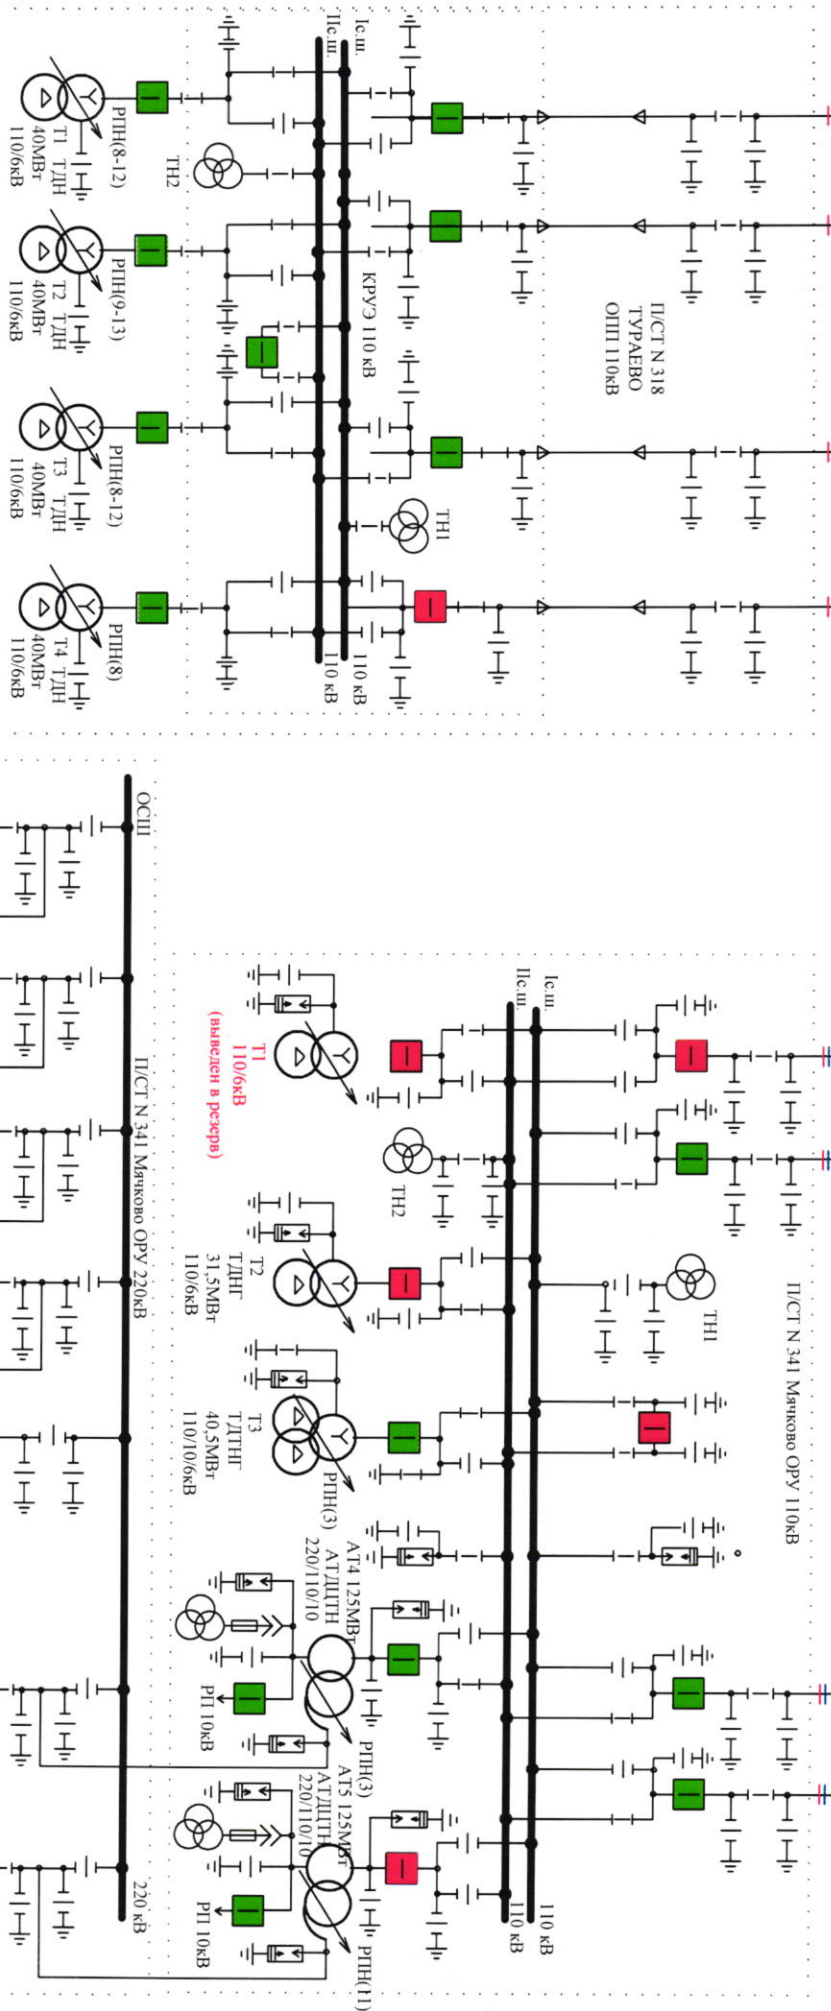 Iс.ш.
IIс.ш.
РПН(8-12)
Т1 ТДН
40МВт
110/6кВ
ТН2
РПН(9-13)
Т2 ТДН
40МВт
110/6кВ
КРУЭ 110 кВ
П/СТ N 318
ТУРАЕВО
ОПП 110кВ
РПН(8-12)
Т3 ТДН
40МВт
110/6кВ
ТН1
РПН(8)
Т4 ТДН
40МВт
110/6кВ
110 кВ
110 кВ
ОСШ
П/СТ N 341 Мячково ОРУ 220кВ
220 кВ
Iс.ш.
IIс.ш.
Т1
110/6кВ
(выведен в резерв)
ТН2
Т2
ТДНГ
31,5МВт
110/6кВ
ТН1
П/СТ N 341 Мячково ОРУ 110кВ
Т3
ТДТНГ
40,5МВт
110/10/6кВ
РПН(3)
АТ4 125МВт
АТДЦТН
220/110/10
РПН(3)
РП 10кВ
АТ5 125МВт
АТДЦТН
220/110/10
РПН(11)
РП 10кВ
110 кВ
110 кВ